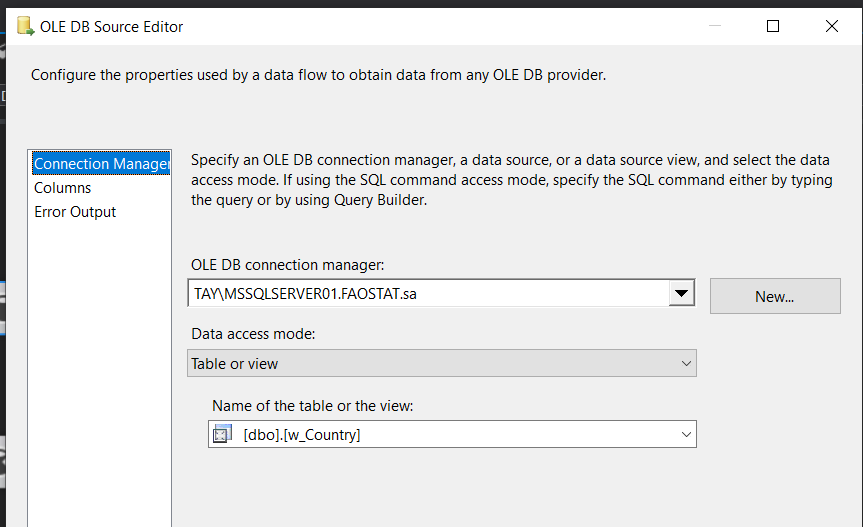 OLE DB Source Editor
Configure the properties used by a data flow to obtain data from any OLE DB provider.
Connection Manager
Columns
Error Output
Specify an OLE DB connection manager, a data source, or a data source view, and select the data
access mode. If using the SQL command access mode, specify the SQL command either by typing
the query or by using Query Builder.
OLE DB connection manager:
TAY\MSSQLSERVER01.FAOSTAT.sa
New...
Data access mode:
Table or view
Name of the table or the view:
[dbo].[w_Country]